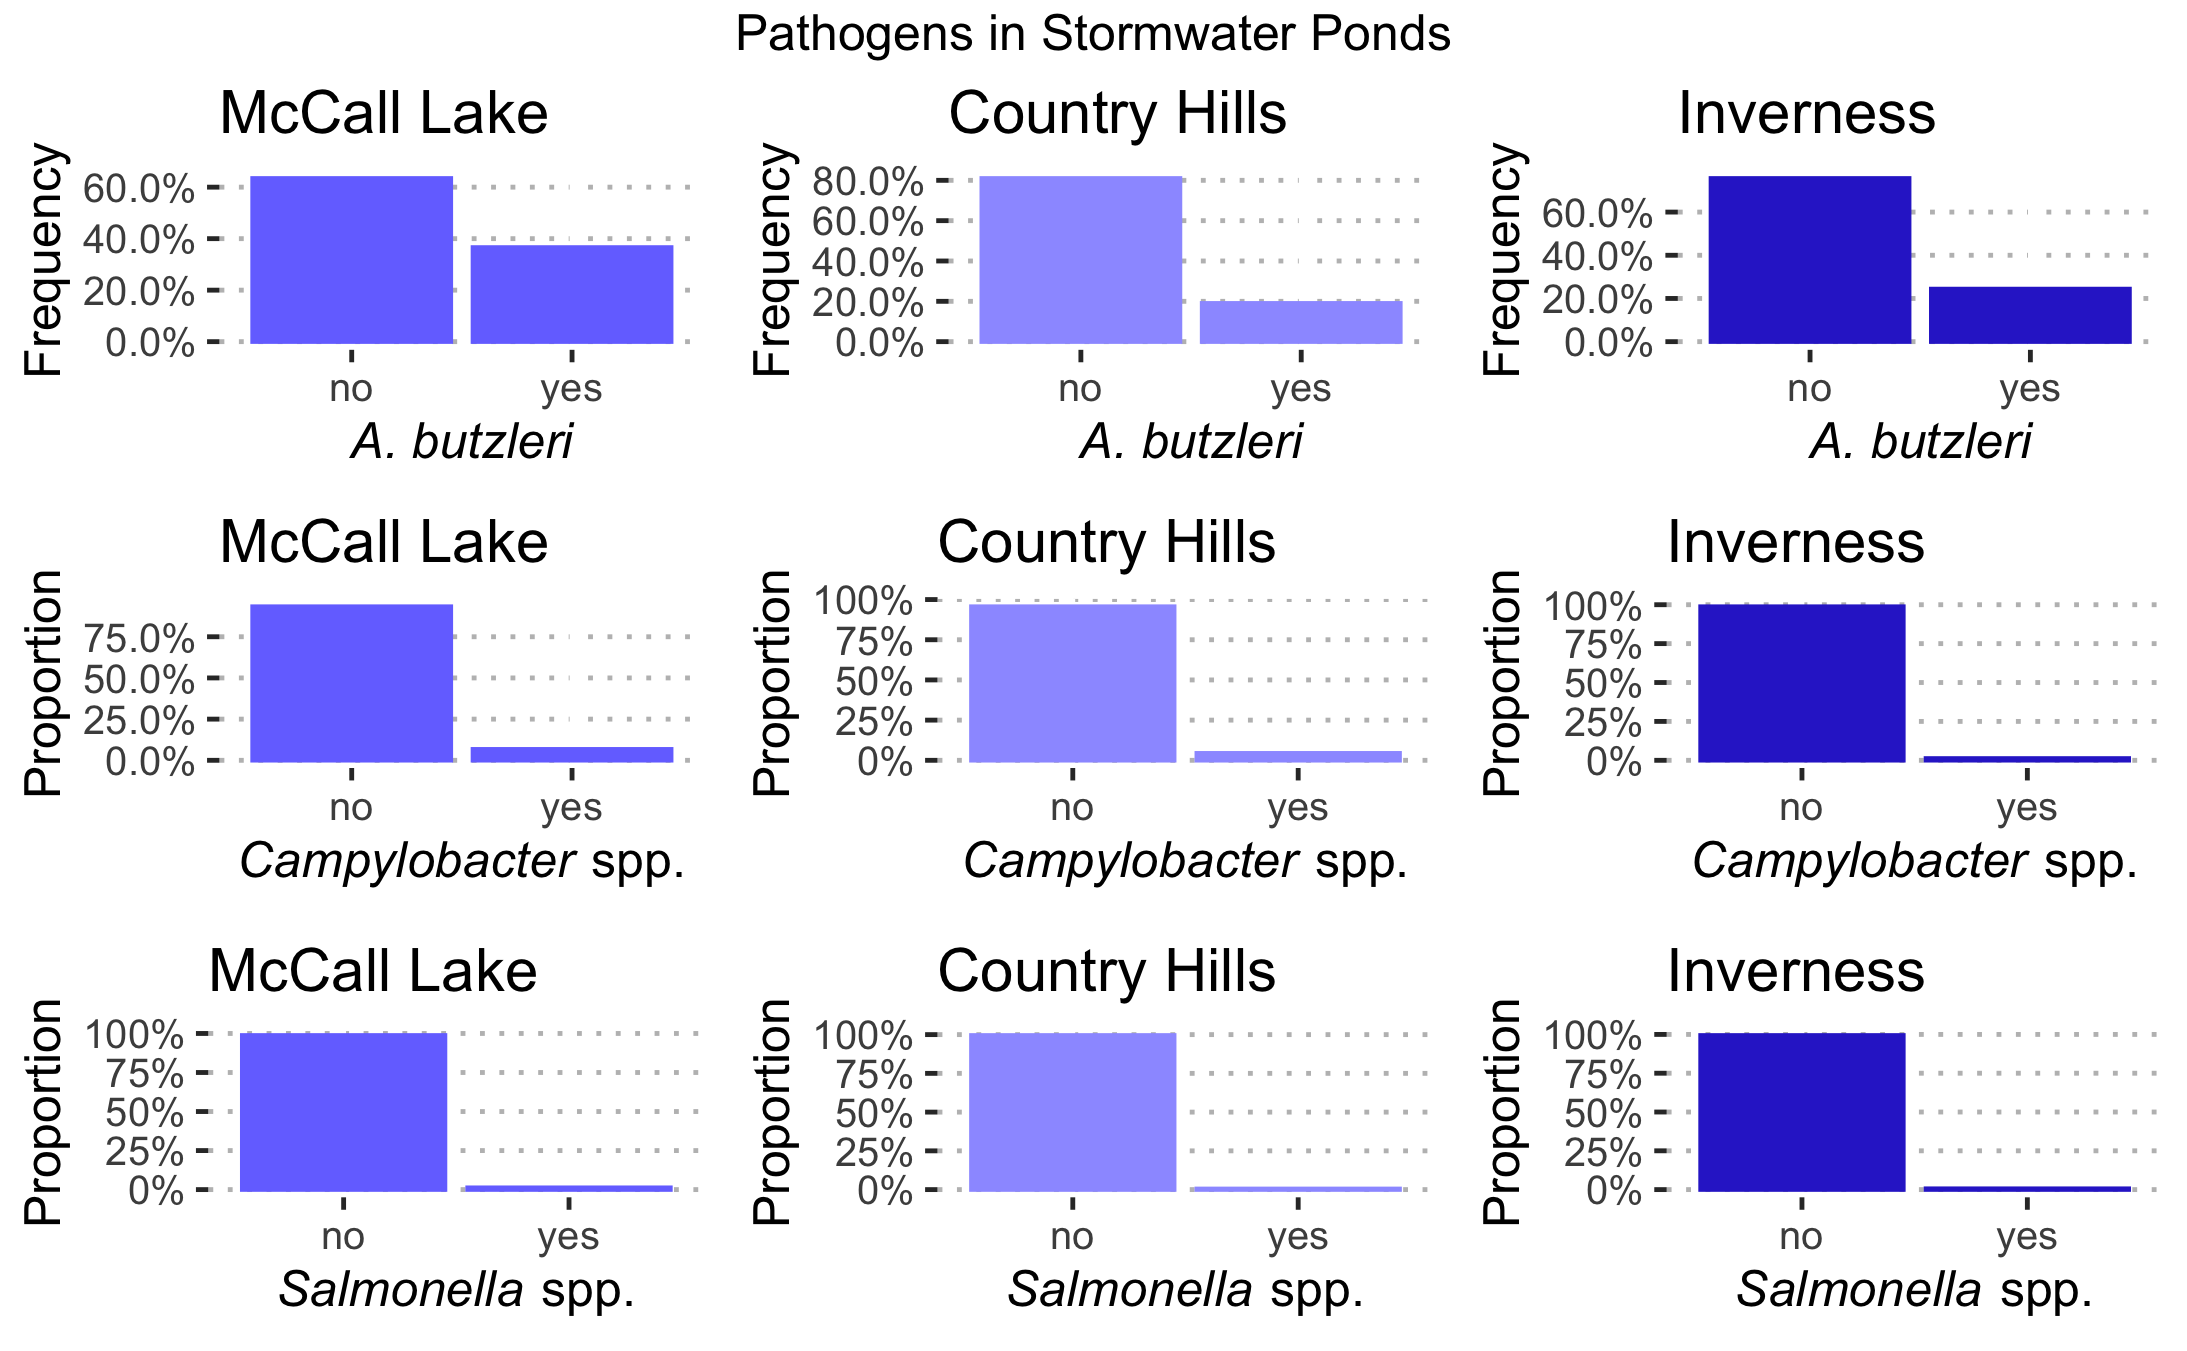 Pathogens in Stormwater Ponds
McCall Lake
Frequency
60.0%
40.0%
20.0%
0.0%
no yes
A. butzleri
Country Hills
Frequency
80.0%
60.0%
40.0%
20.0%
0.0%
no yes
A. butzleri
Inverness
Frequency
60.0%
40.0%
20.0%
0.0%
no yes
A. butzleri
McCall Lake
Proportion
75.0%
50.0%
25.0%
0.0%
no yes
Campylobacter spp.
Country Hills
Proportion
100%
75%
50%
25%
0%
no yes
Campylobacter spp.
Inverness
Proportion
100%
75%
50%
25%
0%
no yes
Campylobacter spp.
McCall Lake
Proportion
100%
75%
50%
25%
0%
no yes
Salmonella spp.
Country Hills
Proportion
100%
75%
50%
25%
0%
no yes
Salmonella spp.
Inverness
Proportion
100%
75%
50%
25%
0%
no yes
Salmonella spp.